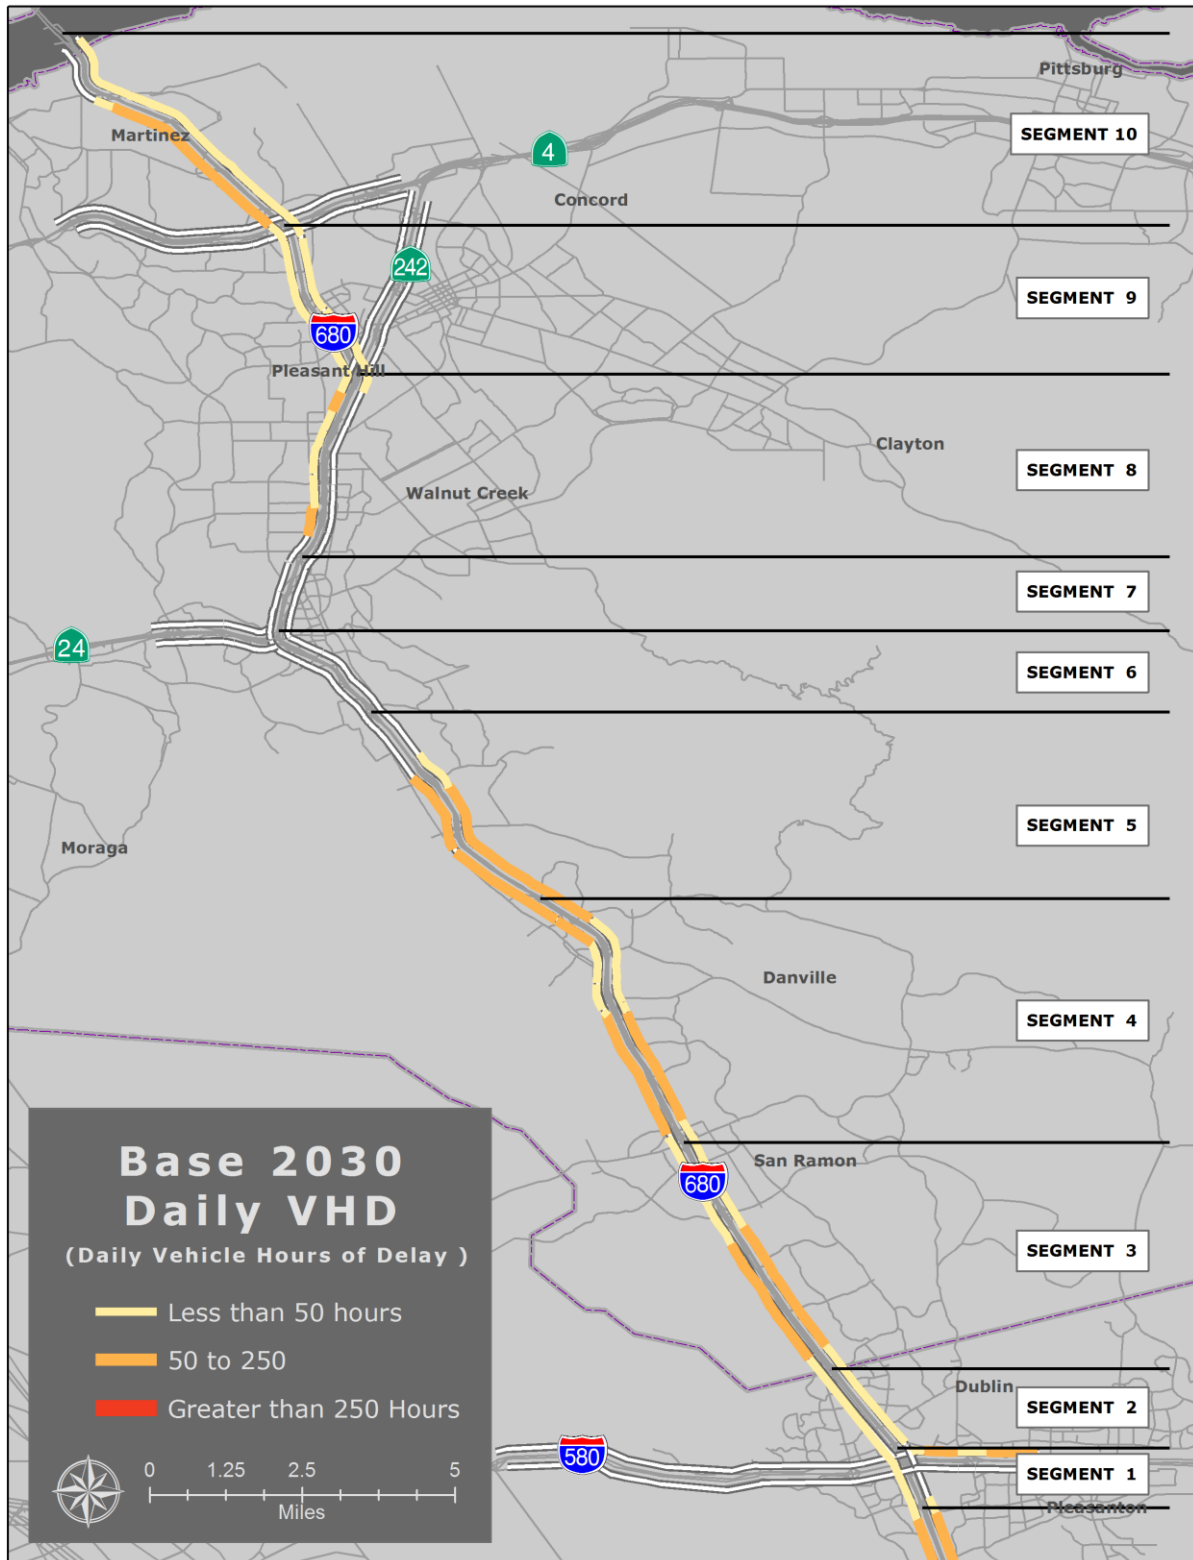 Pittsburg
SEGMENT 10
Martinez
4
Concord
242
SEGMENT 9
680
Pleasant Hill
Clayton
SEGMENT 8
Walnut Creek
SEGMENT 7
24
SEGMENT 6
SEGMENT 5
Moraga
Danville
SEGMENT 4
San Ramon
680
SEGMENT 3
Dublin
SEGMENT 2
580
SEGMENT 1
Pleasanton
Base 2030
Daily VHD
(Daily Vehicle Hours of Delay )
Less than 50 hours
50 to 250
Greater than 250 Hours
0 1.25 2.5 5
Miles